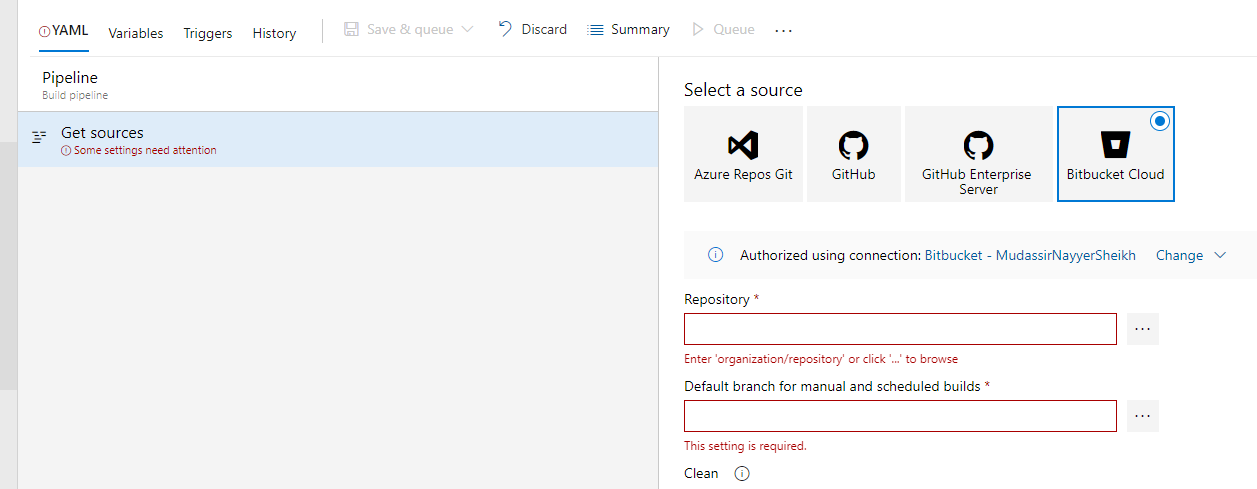 YAML Variables Triggers History Save & queue Discard Summary Queue ...
Pipeline
Build pipeline
Get sources
Some settings need attention
Select a source
Azure Repos Git
GitHub
GitHub Enterprise
Server
Bitbucket Cloud
Authorized using connection: Bitbucket - MudassirNayyerSheikh Change
Repository *
...
Enter 'organization/repository' or click '...' to browse
Default branch for manual and scheduled builds *
...
This setting is required.
Clean